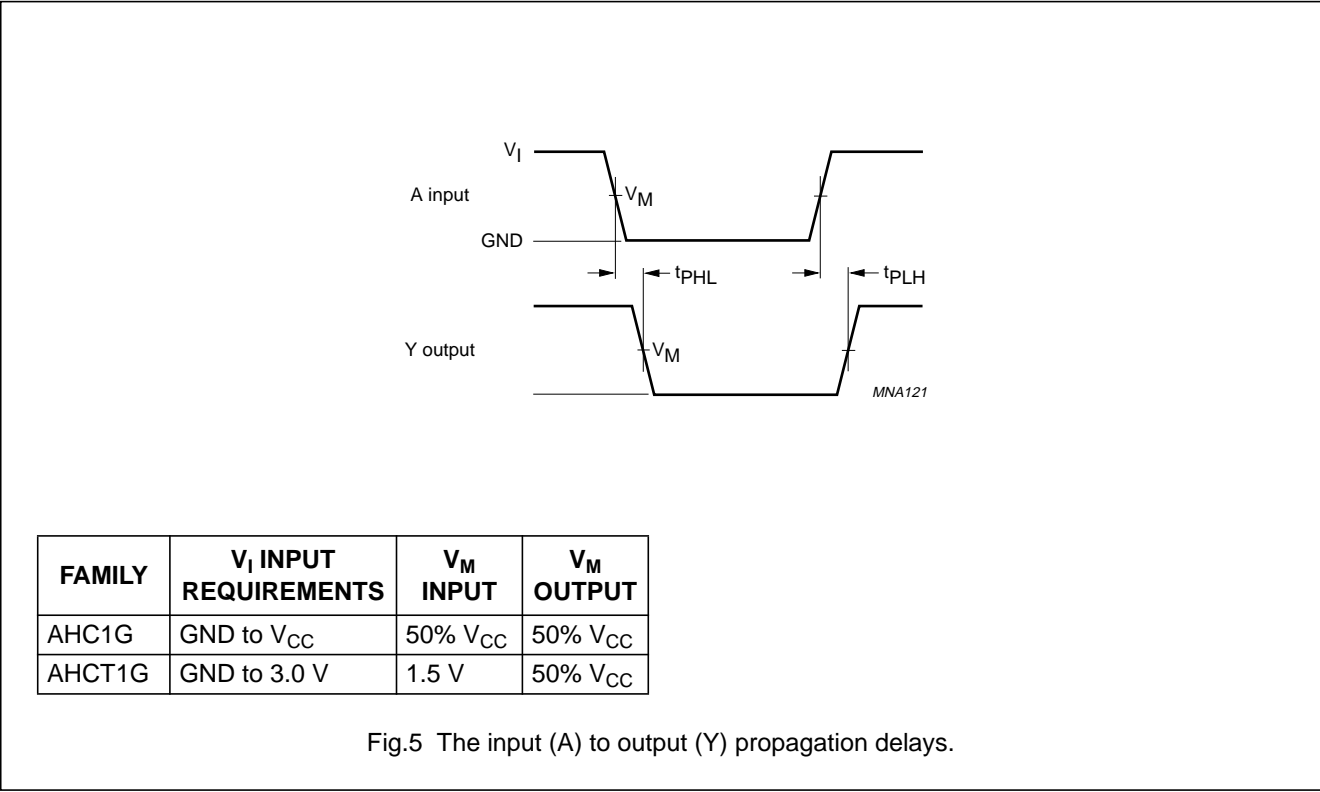 V_I
A input
V_M
GND
t_PHL
t_PLH
Y output
V_M
MNA121
FAMILY V_I INPUT REQUIREMENTS V_M INPUT V_M OUTPUT
AHC1G GND to V_CC 50% V_CC 50% V_CC
AHCT1G GND to 3.0 V 1.5 V 50% V_CC
Fig.5 The input (A) to output (Y) propagation delays.